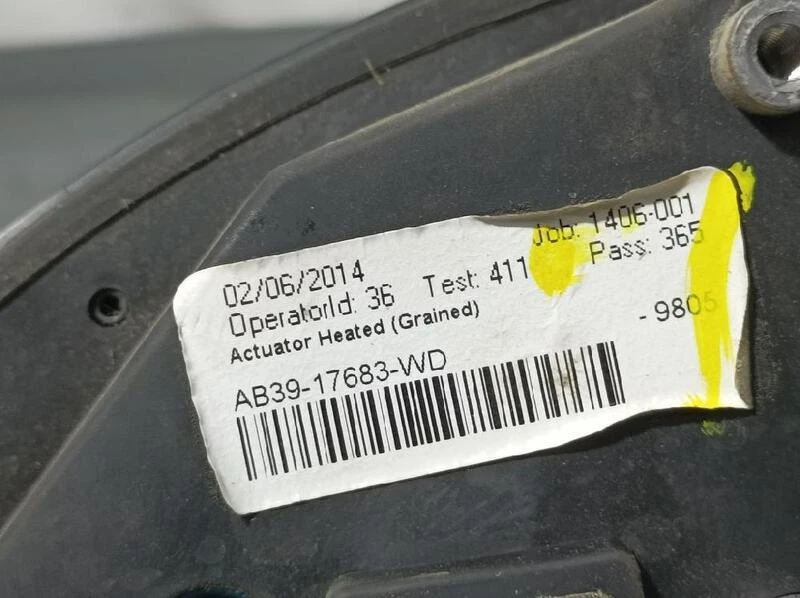 02/06/2014 Job: 1406-001
OperatorId: 36 Test: 411 Pass: 365
Actuator Heated (Grained)
AB39-17683-WD - 9805